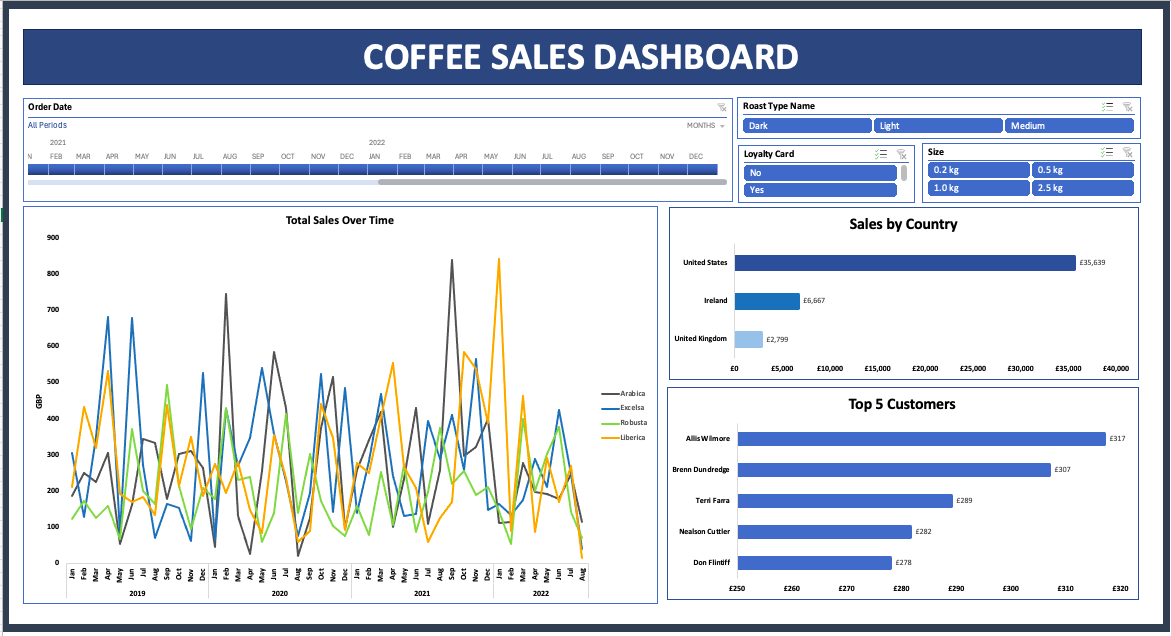 COFFEE SALES DASHBOARD
Order Date
All Periods
MONTHS
2021 2022
N FEB MAR APR MAY JUN JUL AUG SEP OCT NOV DEC JAN FEB MAR APR MAY JUN JUL AUG SEP OCT NOV DEC
Roast Type Name
Dark Light Medium
Loyalty Card
No
Yes
Size
0.2 kg 0.5 kg
1.0 kg 2.5 kg
Total Sales Over Time
900
800
700
600
500
400
300
200
100
0
GBP
Jan Feb Mar Apr May Jun Jul Aug Sep Oct Nov Dec Jan Feb Mar Apr May Jun Jul Aug Sep Oct Nov Dec Jan Feb Mar Apr May Jun Jul Aug Sep Oct Nov Dec Jan Feb Mar Apr May Jun Jul Aug
2019 2020 2021 2022
Arabica
Excelsa
Robusta
Liberica
Sales by Country
United States £35,639
Ireland £6,667
United Kingdom £2,799
£0 £5,000 £10,000 £15,000 £20,000 £25,000 £30,000 £35,000 £40,000
Top 5 Customers
Allis Wilmore £317
Brenn Dundredge £307
Terri Farra £289
Nealson Cuttler £282
Don Flintiff £278
£250 £260 £270 £280 £290 £300 £310 £320